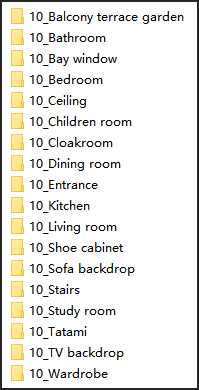 10_Balcony terrace garden
10_Bathroom
10_Bay window
10_Bedroom
10_Ceiling
10_Children room
10_Cloakroom
10_Dining room
10_Entrance
10_Kitchen
10_Living room
10_Shoe cabinet
10_Sofa backdrop
10_Stairs
10_Study room
10_Tatami
10_TV backdrop
10_Wardrobe